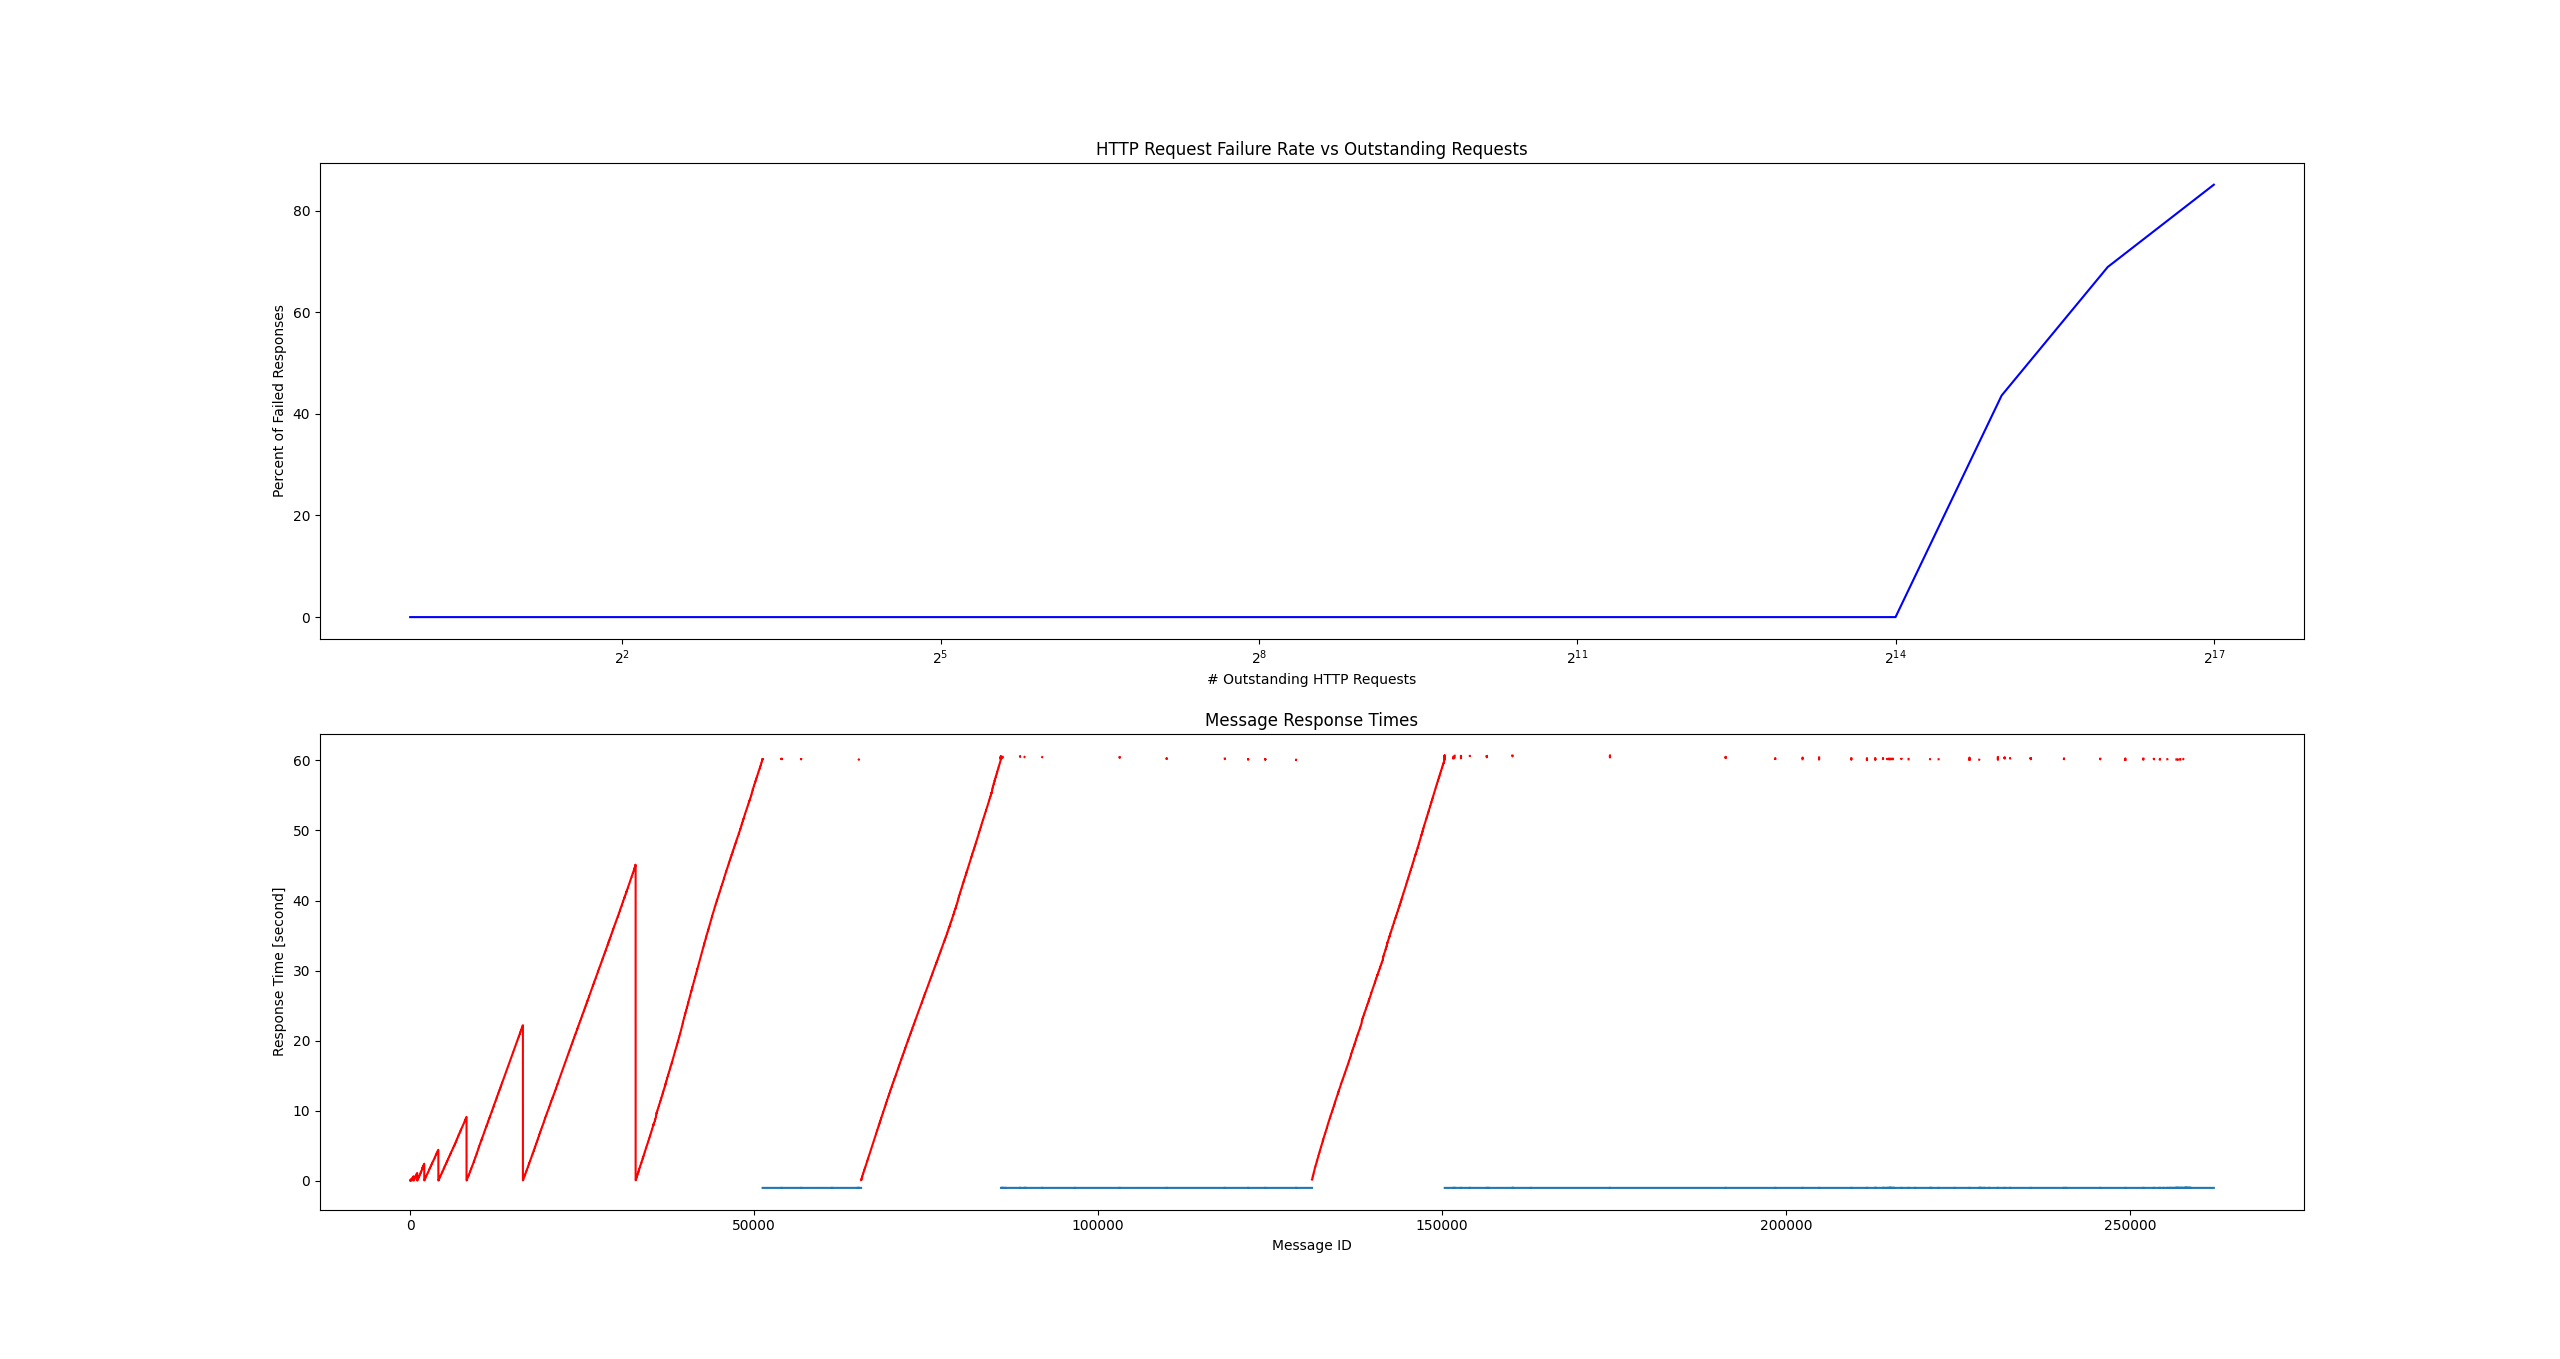 HTTP Request Failure Rate vs Outstanding Requests
Percent of Failed Responses
80
60
40
20
0
2^2 2^5 2^8 2^11 2^14 2^17
# Outstanding HTTP Requests
Message Response Times
Response Time [second]
60
50
40
30
20
10
0
0 50000 100000 150000 200000 250000
Message ID